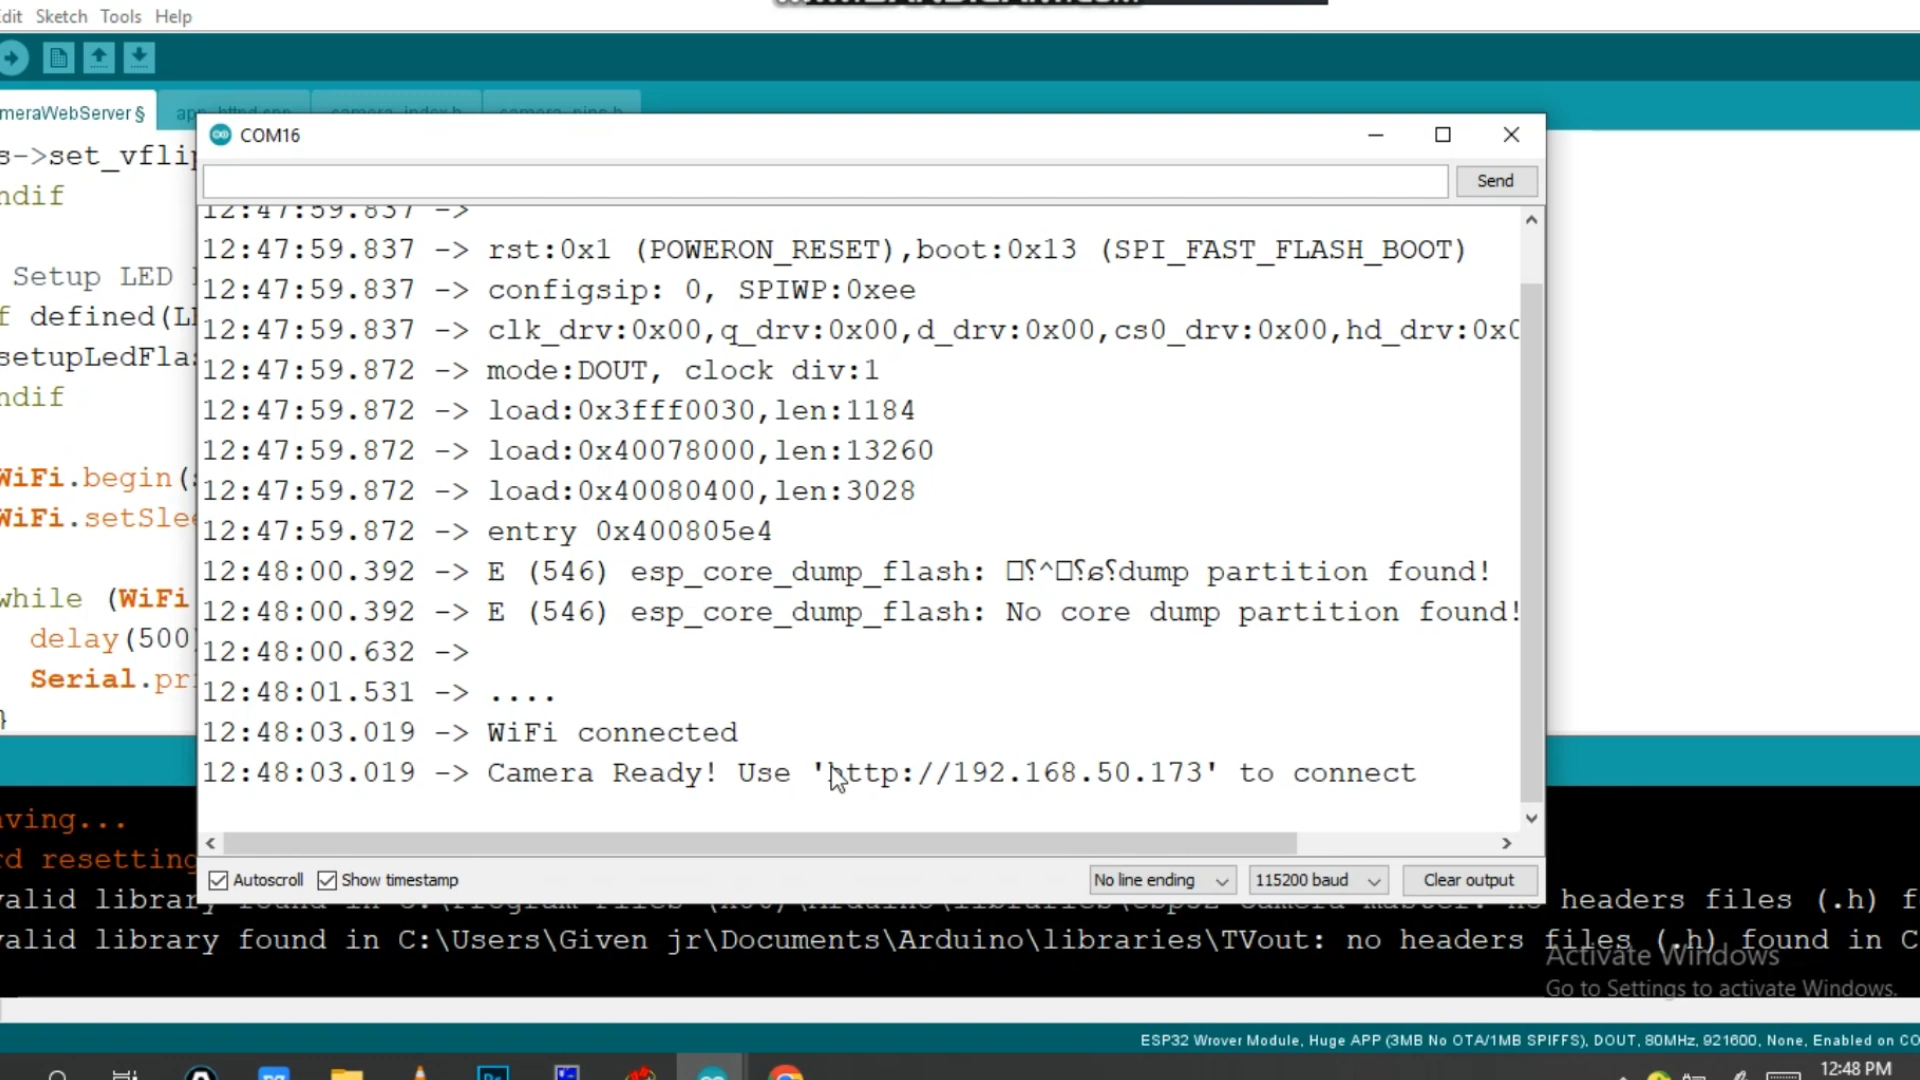 Edit Sketch Tools Help
meraWebServer §
s->set_vflip
ndif
Setup LED
f defined(L
setupLedFlas
ndif
WiFi.begin(
WiFi.setSle
while (WiFi
delay(500
Serial.pr
}
COM16
Send
12:47:59.837 ->
12:47:59.837 -> rst:0x1 (POWERON_RESET),boot:0x13 (SPI_FAST_FLASH_BOOT)
12:47:59.837 -> configsip: 0, SPIWP:0xee
12:47:59.837 -> clk_drv:0x00,q_drv:0x00,d_drv:0x00,cs0_drv:0x00,hd_drv:0x0
12:47:59.872 -> mode:DOUT, clock div:1
12:47:59.872 -> load:0x3fff0030,len:1184
12:47:59.872 -> load:0x40078000,len:13260
12:47:59.872 -> load:0x40080400,len:3028
12:47:59.872 -> entry 0x400805e4
12:48:00.392 -> E (546) esp_core_dump_flash: dump partition found!
12:48:00.392 -> E (546) esp_core_dump_flash: No core dump partition found!
12:48:00.632 ->
12:48:01.531 -> ....
12:48:03.019 -> WiFi connected
12:48:03.019 -> Camera Ready! Use 'http://192.168.50.173' to connect
Autoscroll Show timestamp No line ending 115200 baud Clear output
aving...
rd resetting
valid library found in headers files (.h) f
valid library found in C:\Users\Given jr\Documents\Arduino\libraries\TVout: no headers files (.h) found in C
Activate Windows
Go to Settings to activate Windows.
ESP32 Wrover Module, Huge APP (3MB No OTA/1MB SPIFFS), DOUT, 80MHz, 921600, None, Enabled on CO
12:48 PM